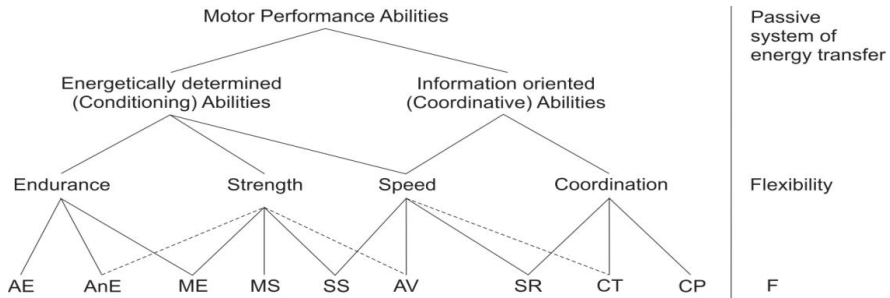 Motor Performance Abilities
Passive
system of
energy transfer
Energetically determined
(Conditioning) Abilities
Information oriented
(Coordinative) Abilities
Endurance
Strength
Speed
Coordination
Flexibility
AE
AnE
ME
MS
SS
AV
SR
CT
CP
F